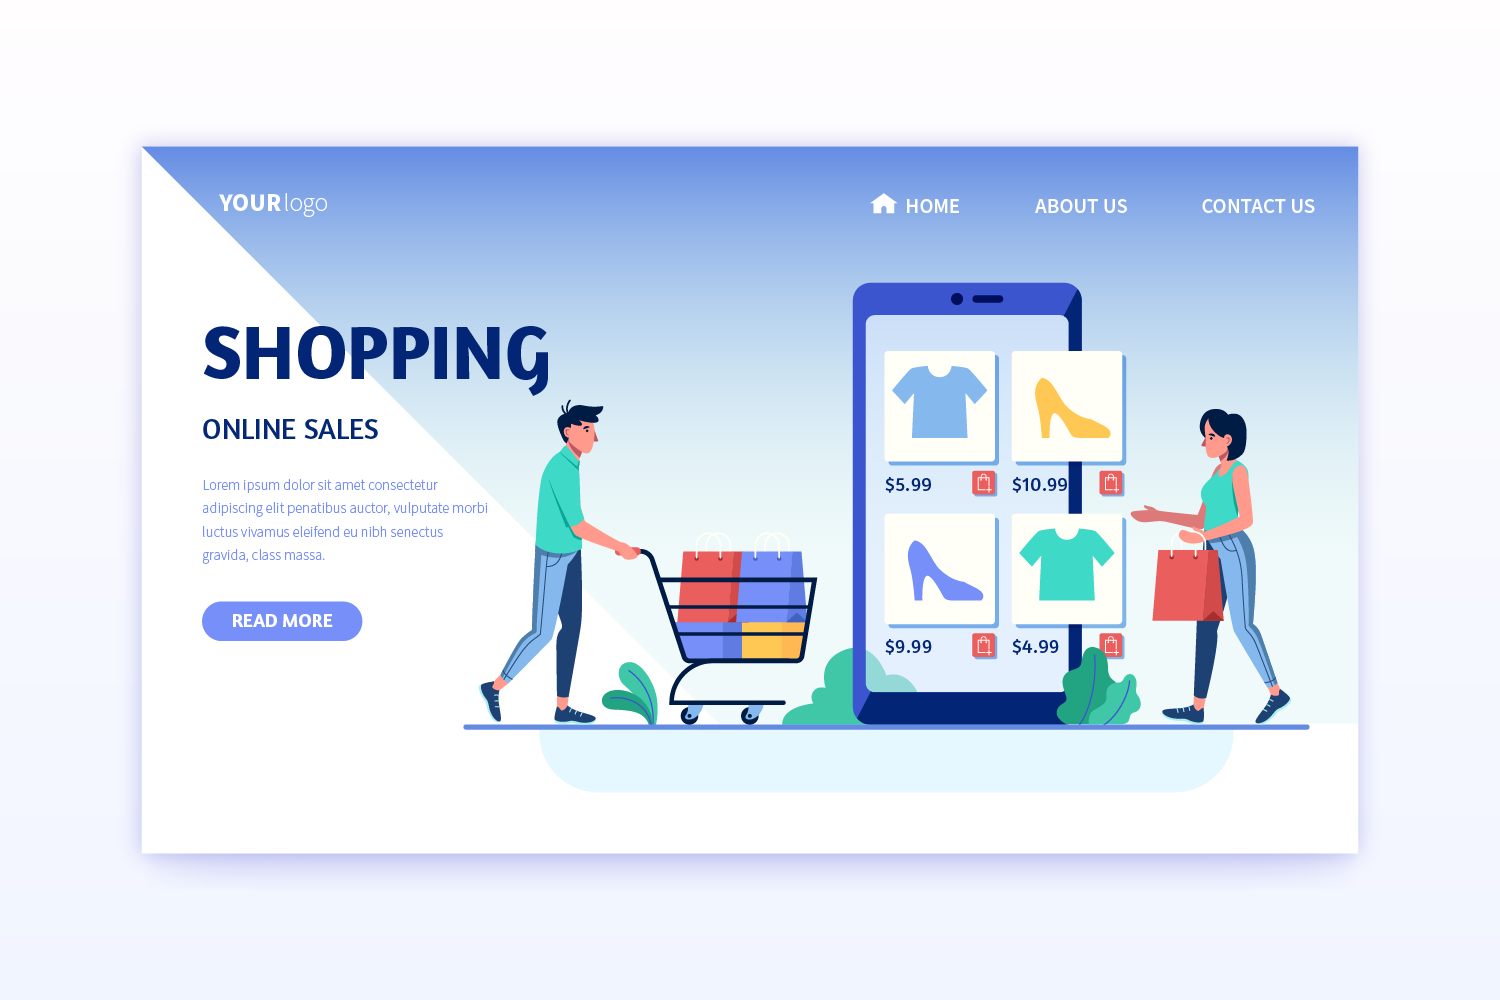 YOURlogo
HOME
ABOUT US
CONTACT US
SHOPPING
ONLINE SALES
Lorem ipsum dolor sit amet consectetur
adipiscing elit penatibus auctor, vulputate morbi
luctus vivamus eleifend eu nibh senectus
gravida, class massa.
READ MORE
$5.99
$10.99
$9.99
$4.99